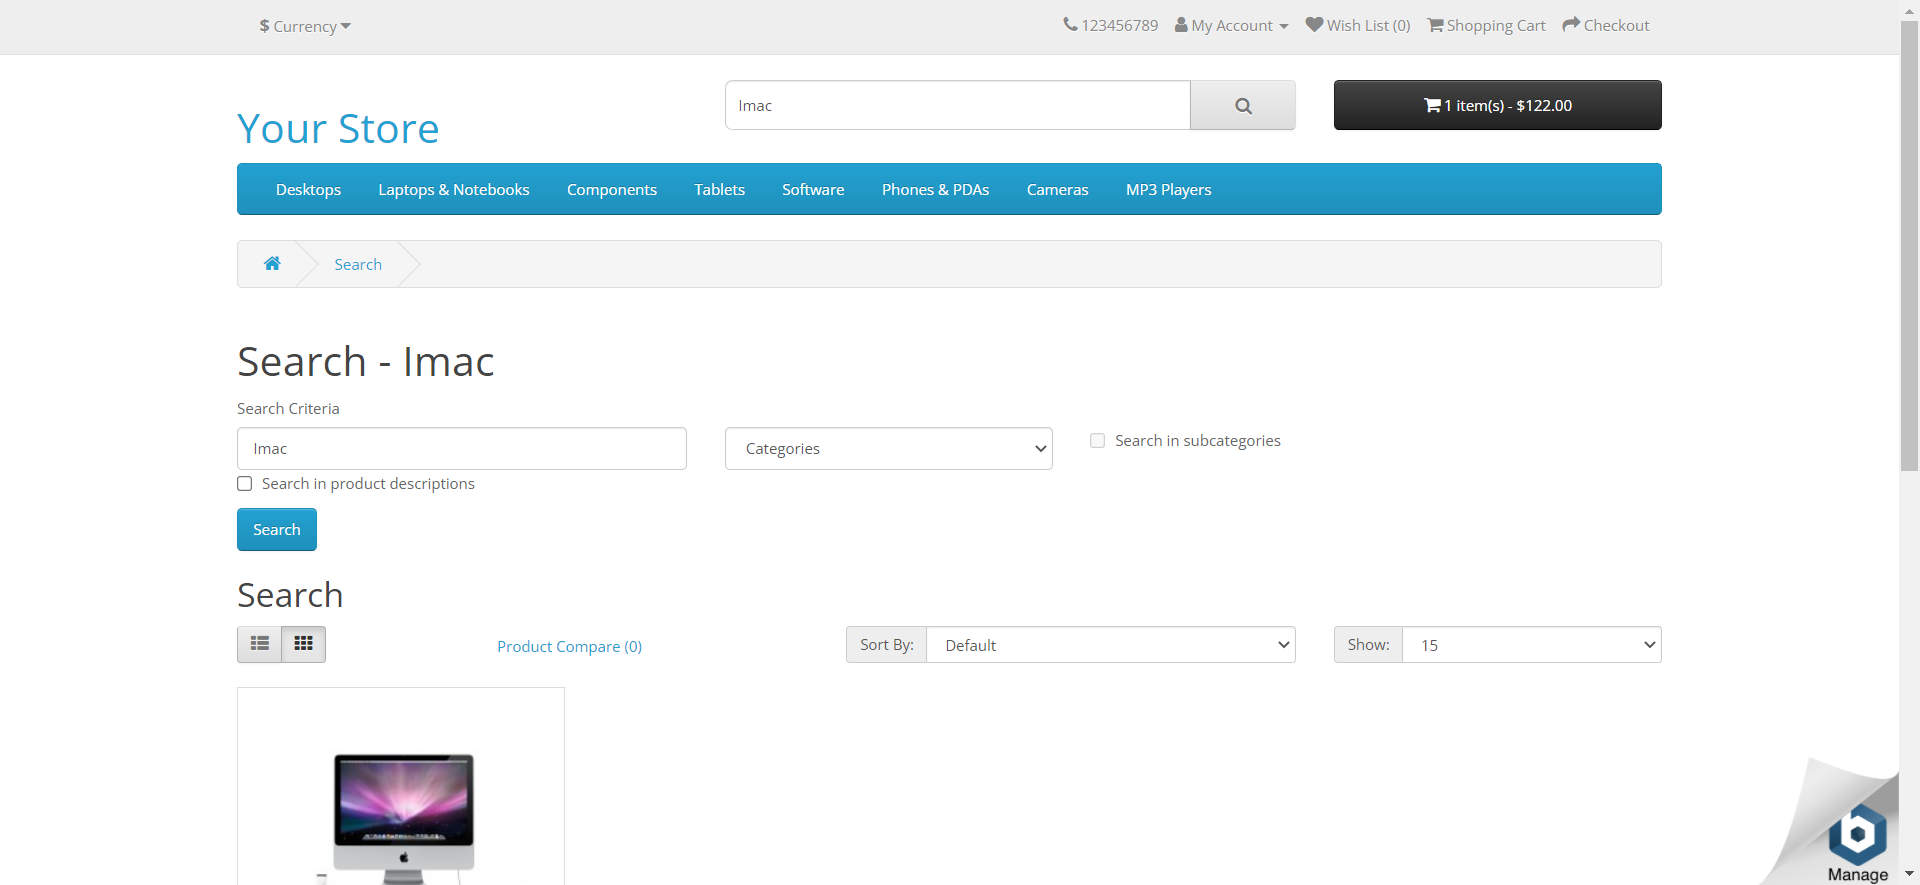 $ Currency
123456789
My Account
Wish List (0)
Shopping Cart
Checkout
Your Store
Imac
1 item(s) - $122.00
Desktops
Laptops & Notebooks
Components
Tablets
Software
Phones & PDAs
Cameras
MP3 Players
Search
Search - Imac
Search Criteria
Imac
Categories
Search in subcategories
Search in product descriptions
Search
Search
Product Compare (0)
Sort By:
Default
Show:
15
Manage